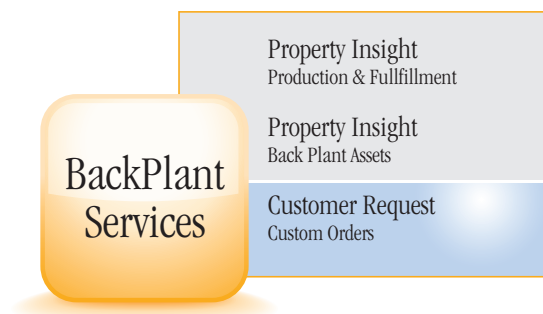 BackPlant
Services
Property Insight
Production & Fullfillment
Property Insight
Back Plant Assets
Customer Request
Custom Orders